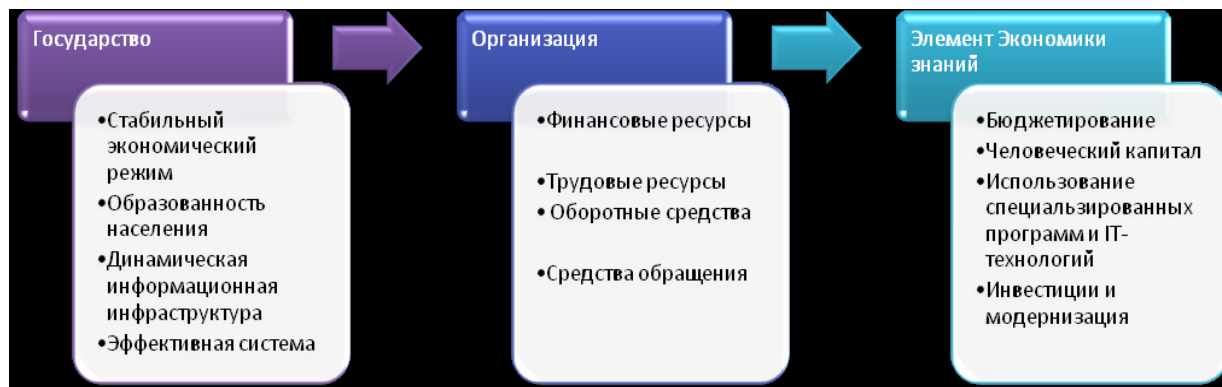 Государство
•Стабильный
экономический
режим
•Образованность
населения
•Динамическая
информационная
инфраструктура
•Эффективная система
Организация
•Финансовые ресурсы
•Трудовые ресурсы
• Оборотные средства
•Средства обращения
Элемент Экономики
знаний
•Бюджетирование
•Человеческий капитал
•Использование
специальзированных
программ и IT-
технологий
•Инвестиции и
модернизация